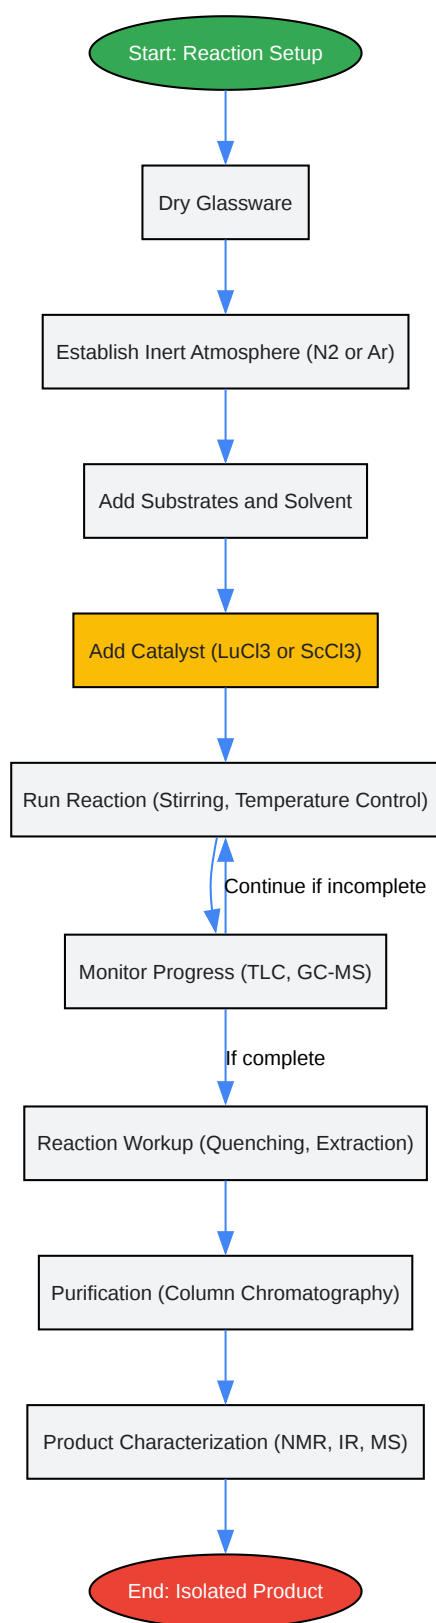 Start: Reaction Setup
Dry Glassware
Establish Inert Atmosphere (N2 or Ar)
Add Substrates and Solvent
Add Catalyst (LuCl3 or ScCl3)
Run Reaction (Stirring, Temperature Control)
Continue if incomplete
Monitor Progress (TLC, GC-MS)
If complete
Reaction Workup (Quenching, Extraction)
Purification (Column Chromatography)
Product Characterization (NMR, IR, MS)
End: Isolated Product